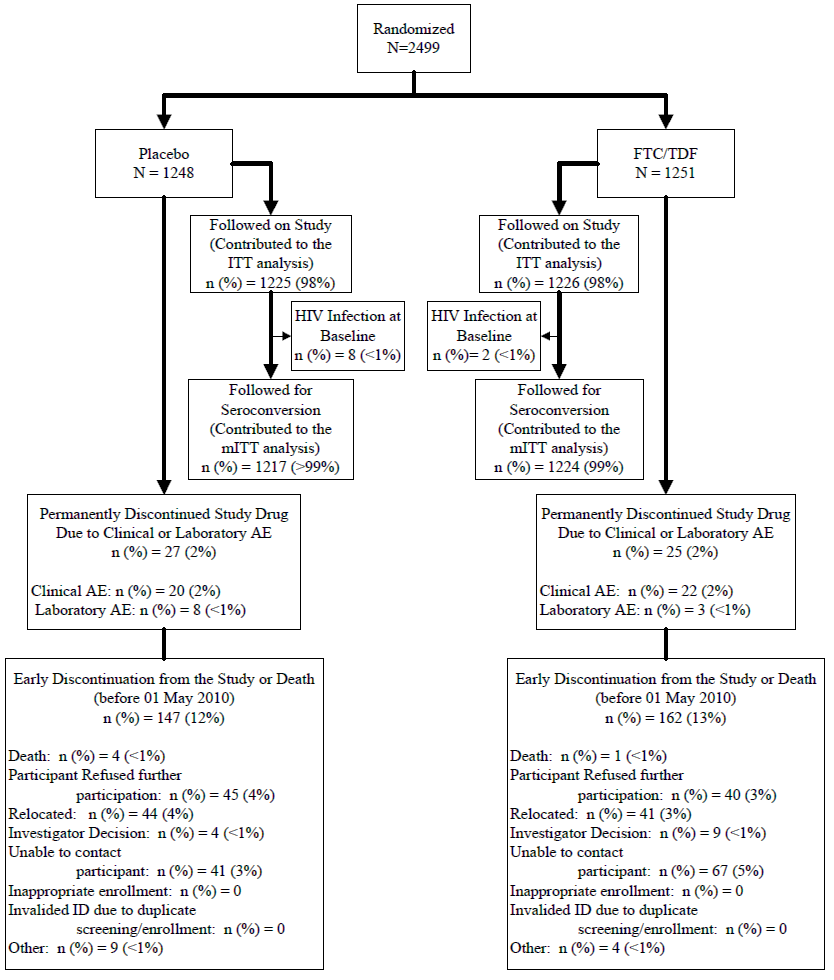 Randomized
N=2499
Placebo
N = 1248
FTC/TDF
N = 1251
Followed on Study
(Contributed to the
ITT analysis)
n (%) = 1225 (98%)
Followed on Study
(Contributed to the
ITT analysis)
n (%) = 1226 (98%)
HIV Infection at
Baseline
n (%) = 8 (<1%)
HIV Infection at
Baseline
n (%)= 2 (<1%)
Followed for
Seroconversion
(Contributed to the
mITT analysis)
n (%) = 1217 (>99%)
Followed for
Seroconversion
(Contributed to the
mITT analysis)
n (%) = 1224 (99%)
Permanently Discontinued Study Drug
Due to Clinical or Laboratory AE
n (%) = 27 (2%)
Clinical AE: n (%) = 20 (2%)
Laboratory AE: n (%) = 8 (<1%)
Permanently Discontinued Study Drug
Due to Clinical or Laboratory AE
n (%) = 25 (2%)
Clinical AE: n (%) = 22 (2%)
Laboratory AE: n (%) = 3 (<1%)
Early Discontinuation from the Study or Death
(before 01 May 2010)
n (%) = 147 (12%)
Death: n (%) = 4 (<1%)
Participant Refused further
participation: n (%) = 45 (4%)
Relocated: n (%) = 44 (4%)
Investigator Decision: n (%) = 4 (<1%)
Unable to contact
participant: n (%) = 41 (3%)
Inappropriate enrollment: n (%) = 0
Invalided ID due to duplicate
screening/enrollment: n (%) = 0
Other: n (%) = 9 (<1%)
Early Discontinuation from the Study or Death
(before 01 May 2010)
n (%) = 162 (13%)
Death: n (%) = 1 (<1%)
Participant Refused further
participation: n (%) = 40 (3%)
Relocated: n (%) = 41 (3%)
Investigator Decision: n (%) = 9 (<1%)
Unable to contact
participant: n (%) = 67 (5%)
Inappropriate enrollment: n (%) = 0
Invalided ID due to duplicate
screening/enrollment: n (%) = 0
Other: n (%) = 4 (<1%)